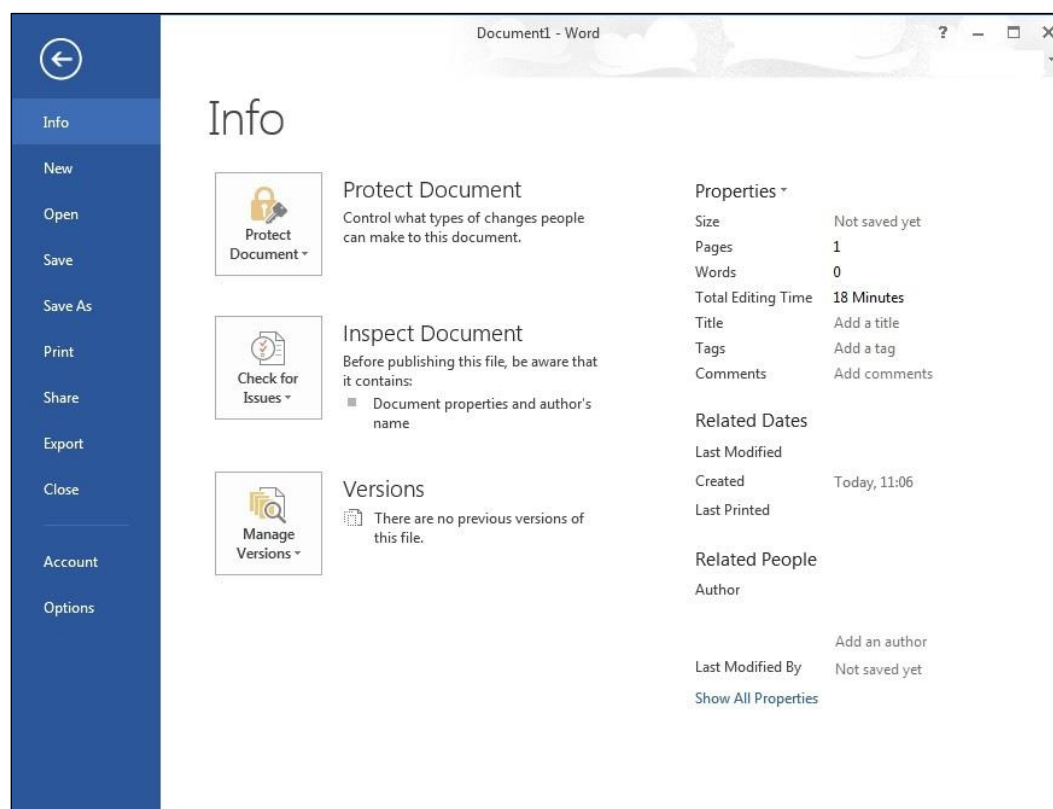 Document1 - Word
?
Info
New
Open
Save
Save As
Print
Share
Export
Close
Account
Options
Info
Protect
Document
Protect Document
Control what types of changes people
can make to this document.
Check for
Issues
Inspect Document
Before publishing this file, be aware that
it contains:
Document properties and author's
name
Manage
Versions
Versions
There are no previous versions of
this file.
Properties
Size Not saved yet
Pages 1
Words 0
Total Editing Time 18 Minutes
Title Add a title
Tags Add a tag
Comments Add comments
Related Dates
Last Modified
Created Today, 11:06
Last Printed
Related People
Author
Add an author
Last Modified By Not saved yet
Show All Properties